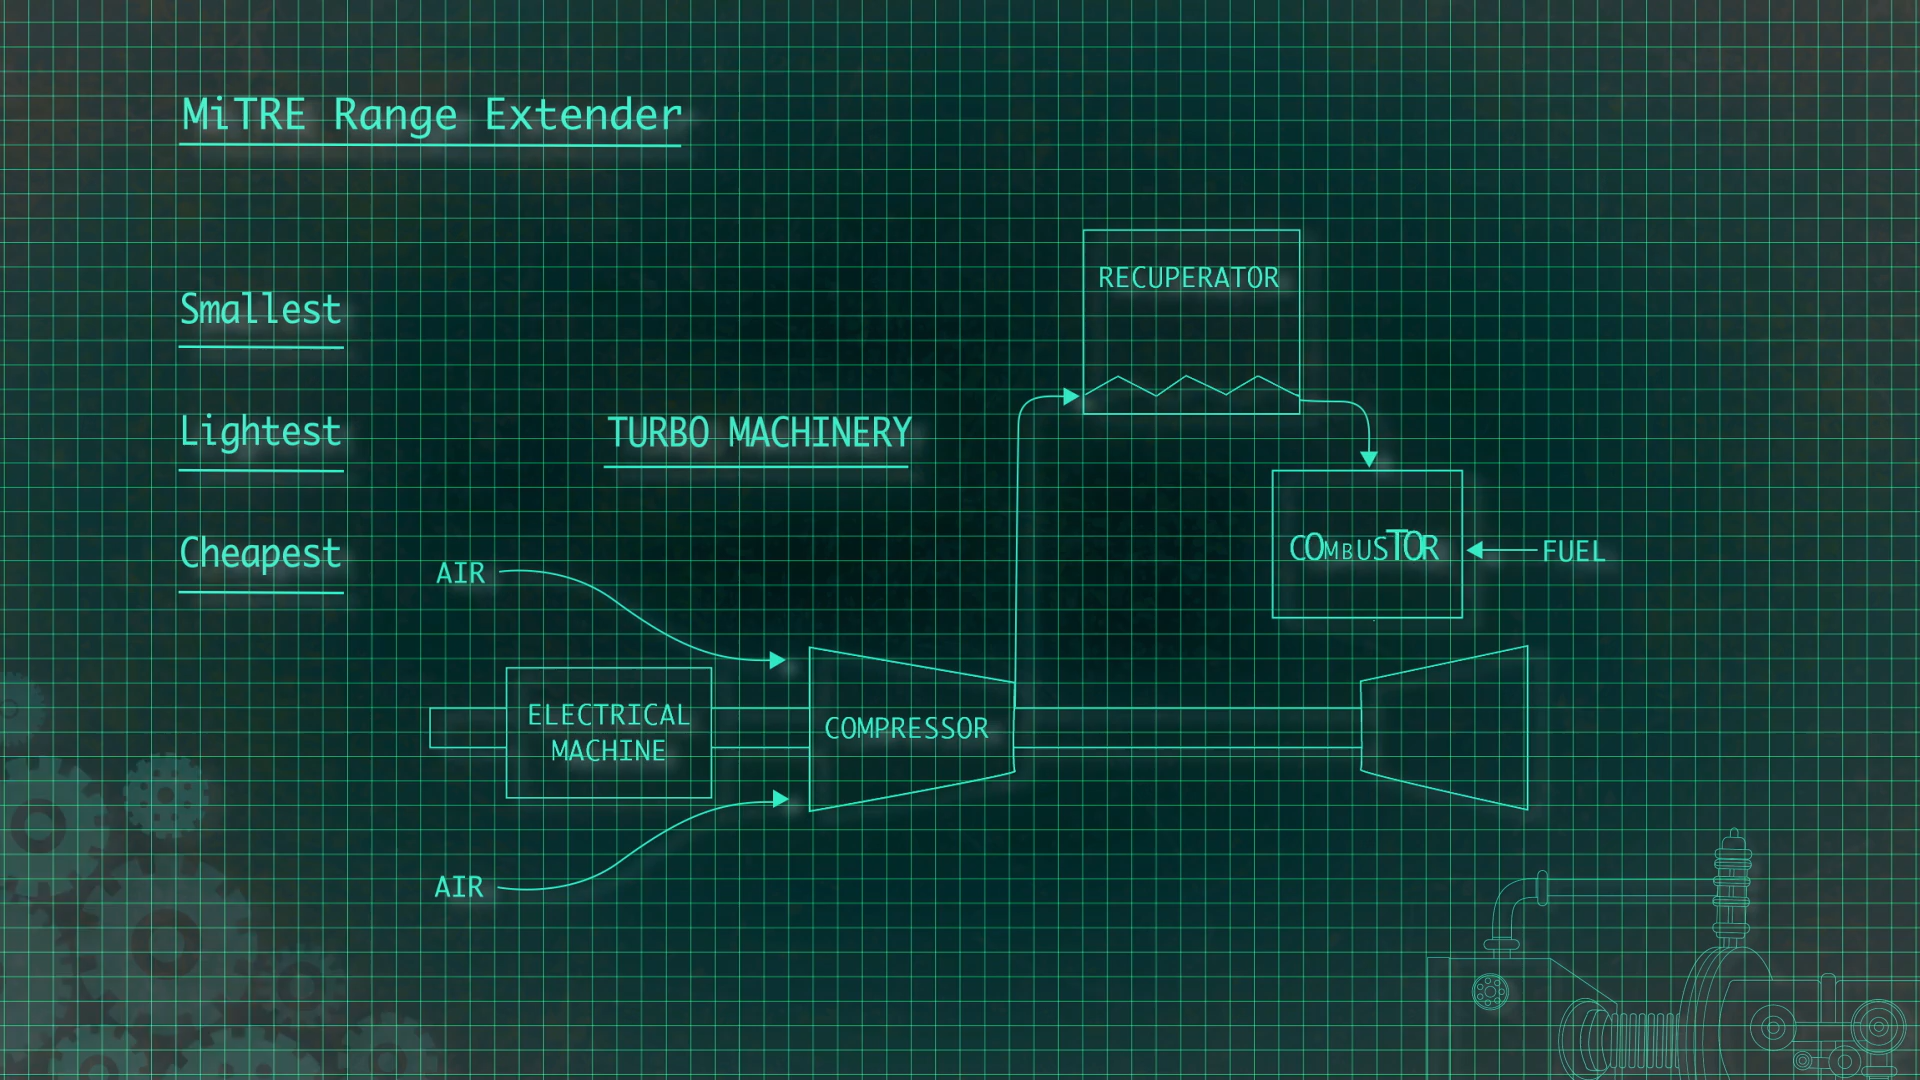 MiTRE Range Extender
Smallest
Lightest
Cheapest
TURBO MACHINERY
RECUPERATOR
COMBUSTOR
FUEL
AIR
ELECTRICAL
MACHINE
COMPRESSOR
AIR